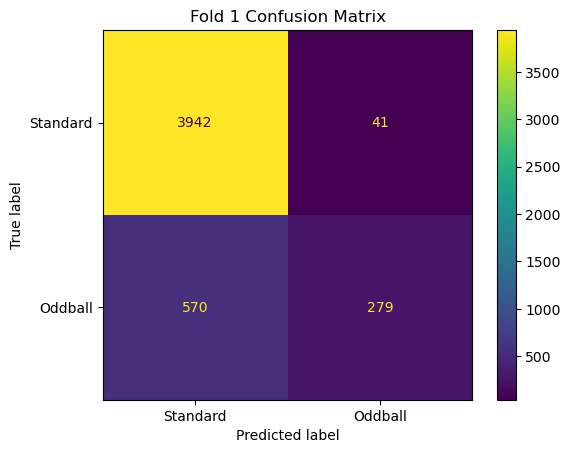 Fold 1 Confusion Matrix
True label
Standard
Oddball
3942
41
570
279
Standard
Oddball
Predicted label
3500
3000
2500
2000
1500
1000
500